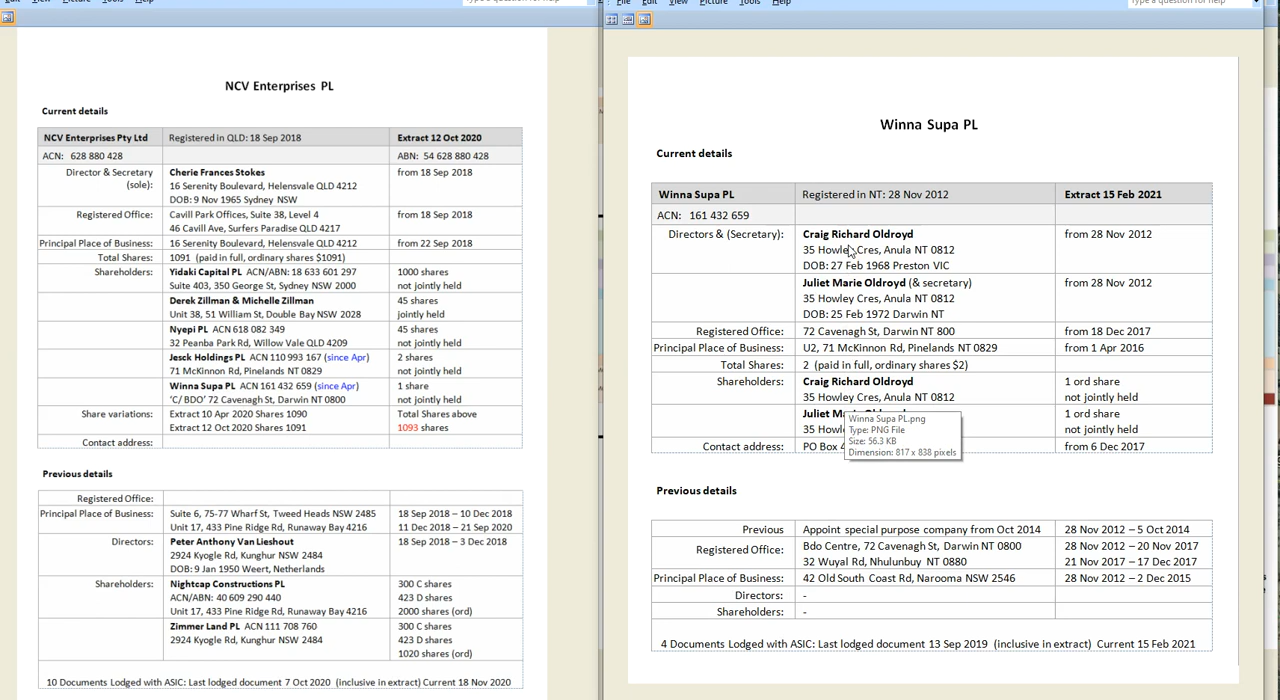 Edit View Picture Tools Help Type a question for help
NCV Enterprises PL
Current details
NCV Enterprises Pty Ltd Registered in QLD: 18 Sep 2018 Extract 12 Oct 2020
ACN: 628 880 428 ABN: 54 628 880 428
Director & Secretary Cherie Frances Stokes from 18 Sep 2018
(sole): 16 Serenity Boulevard, Helensvale QLD 4212
DOB: 9 Nov 1965 Sydney NSW
Registered Office: Cavill Park Offices, Suite 38, Level 4 from 18 Sep 2018
46 Cavill Ave, Surfers Paradise QLD 4217
Principal Place of Business: 16 Serenity Boulevard, Helensvale QLD 4212 from 22 Sep 2018
Total Shares: 1091 (paid in full, ordinary shares $1091)
Shareholders: Yidaki Capital PL ACN/ABN: 18 633 601 297 1000 shares
Suite 403, 350 George St, Sydney NSW 2000 not jointly held
Derek Zillman & Michelle Zillman 45 shares
Unit 38, 51 William St, Double Bay NSW 2028 jointly held
Nyepi PL ACN 618 082 349 45 shares
32 Peanba Park Rd, Willow Vale QLD 4209 not jointly held
Jesck Holdings PL ACN 110 993 167 (since Apr) 2 shares
71 McKinnon Rd, Pinelands NT 0829 not jointly held
Winna Supa PL ACN 161 432 659 (since Apr) 1 share
'C/ BDO' 72 Cavenagh St, Darwin NT 0800 not jointly held
Share variations: Extract 10 Apr 2020 Shares 1090 Total Shares above
Extract 12 Oct 2020 Shares 1091 1093 shares
Contact address:
Previous details
Registered Office:
Principal Place of Business: Suite 6, 75-77 Wharf St, Tweed Heads NSW 2485 18 Sep 2018 – 10 Dec 2018
Unit 17, 433 Pine Ridge Rd, Runaway Bay 4216 11 Dec 2018 – 21 Sep 2020
Directors: Peter Anthony Van Lieshout 18 Sep 2018 – 3 Dec 2018
2924 Kyogle Rd, Kunghur NSW 2484
DOB: 9 Jan 1950 Weert, Netherlands
Shareholders: Nightcap Constructions PL 300 C shares
ACN/ABN: 40 609 290 440 423 D shares
Unit 17, 433 Pine Ridge Rd, Runaway Bay 4216 2000 shares (ord)
Zimmer Land PL ACN 111 708 760 300 C shares
2924 Kyogle Rd, Kunghur NSW 2484 423 D shares
1020 shares (ord)
10 Documents Lodged with ASIC: Last lodged document 7 Oct 2020 (inclusive in extract) Current 18 Nov 2020
File Edit View Picture Tools Help Type a question for help
Winna Supa PL
Current details
Winna Supa PL Registered in NT: 28 Nov 2012 Extract 15 Feb 2021
ACN: 161 432 659
Directors & (Secretary): Craig Richard Oldroyd from 28 Nov 2012
35 Howley Cres, Anula NT 0812
DOB: 27 Feb 1968 Preston VIC
Juliet Marie Oldroyd (& secretary) from 28 Nov 2012
35 Howley Cres, Anula NT 0812
DOB: 25 Feb 1972 Darwin NT
Registered Office: 72 Cavenagh St, Darwin NT 800 from 18 Dec 2017
Principal Place of Business: U2, 71 McKinnon Rd, Pinelands NT 0829 from 1 Apr 2016
Total Shares: 2 (paid in full, ordinary shares $2)
Shareholders: Craig Richard Oldroyd 1 ord share
35 Howley Cres, Anula NT 0812 not jointly held
Juliet 1 ord share
35 not jointly held
Contact address: PO Box from 6 Dec 2017
Winna Supa PL.png
Type: PNG File
Size: 56.3 KB
Dimension: 817 x 838 pixels
Previous details
Previous Appoint special purpose company from Oct 2014 28 Nov 2012 – 5 Oct 2014
Registered Office: Bdo Centre, 72 Cavenagh St, Darwin NT 0800 28 Nov 2012 – 20 Nov 2017
32 Wuyal Rd, Nhulunbuy NT 0880 21 Nov 2017 – 17 Dec 2017
Principal Place of Business: 42 Old South Coast Rd, Narooma NSW 2546 28 Nov 2012 – 2 Dec 2015
Directors: -
Shareholders: -
4 Documents Lodged with ASIC: Last lodged document 13 Sep 2019 (inclusive in extract) Current 15 Feb 2021